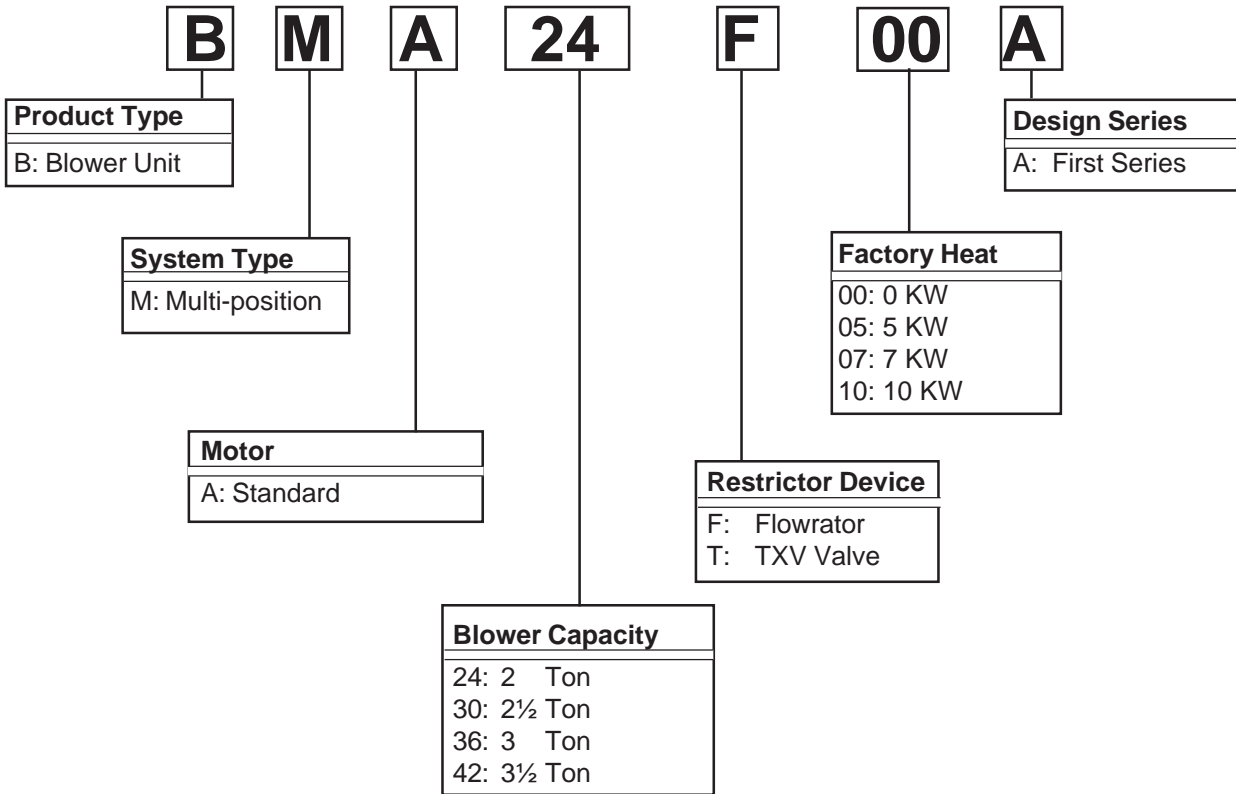 B M A 24 F 00 A
Product Type
B: Blower Unit
Design Series
A: First Series
System Type
M: Multi-position
Factory Heat
00: 0 KW
05: 5 KW
07: 7 KW
10: 10 KW
Motor
A: Standard
Restrictor Device
F: Flowrator
T: TXV Valve
Blower Capacity
24: 2 Ton
30: 2½ Ton
36: 3 Ton
42: 3½ Ton